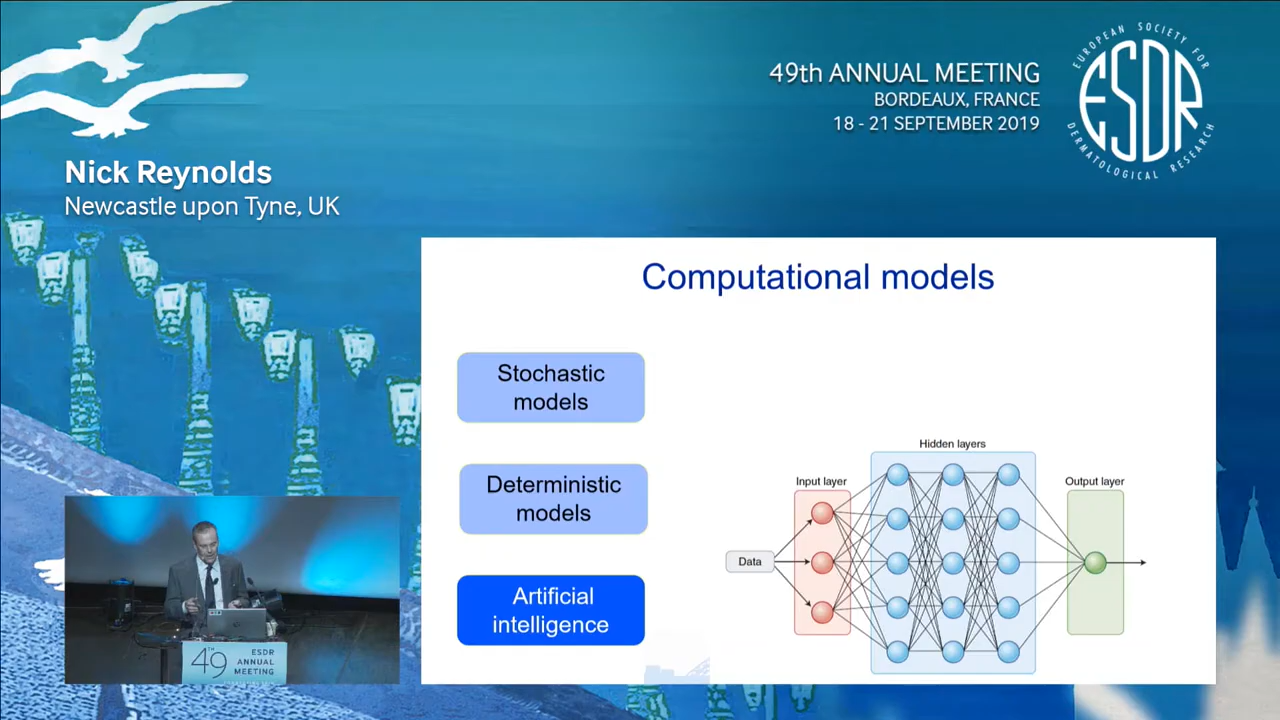 49th ANNUAL MEETING
BORDEAUX, FRANCE
18 - 21 SEPTEMBER 2019
EUROPEAN SOCIETY FOR
ESDR
DERMATOLOGICAL RESEARCH
Nick Reynolds
Newcastle upon Tyne, UK
Computational models
Stochastic
models
Deterministic
models
Artificial
intelligence
Hidden layers
Input layer
Output layer
Data
49TH
ESDR
ANNUAL
MEETING